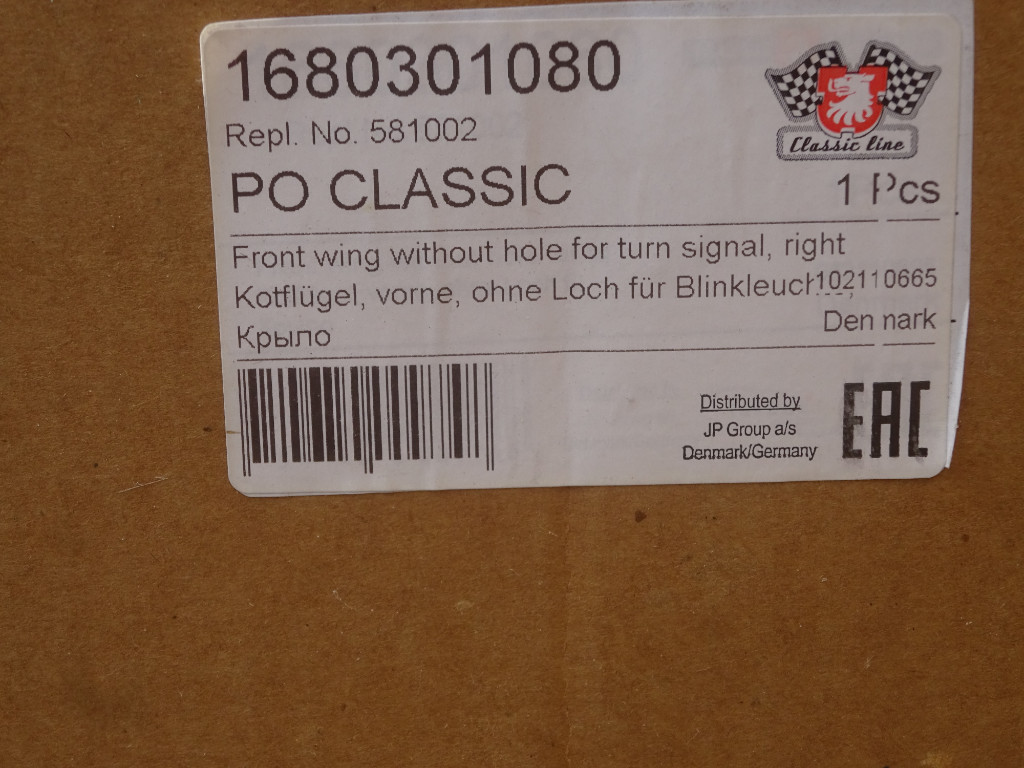 1680301080
Classic line
Repl. No. 581002
PO CLASSIC
1 Pcs
Front wing without hole for turn signal, right
Kotflügel, vorne, ohne Loch für 102110665
Крыло
Den nark
Distributed by
JP Group a/s
Denmark/Germany
EAC